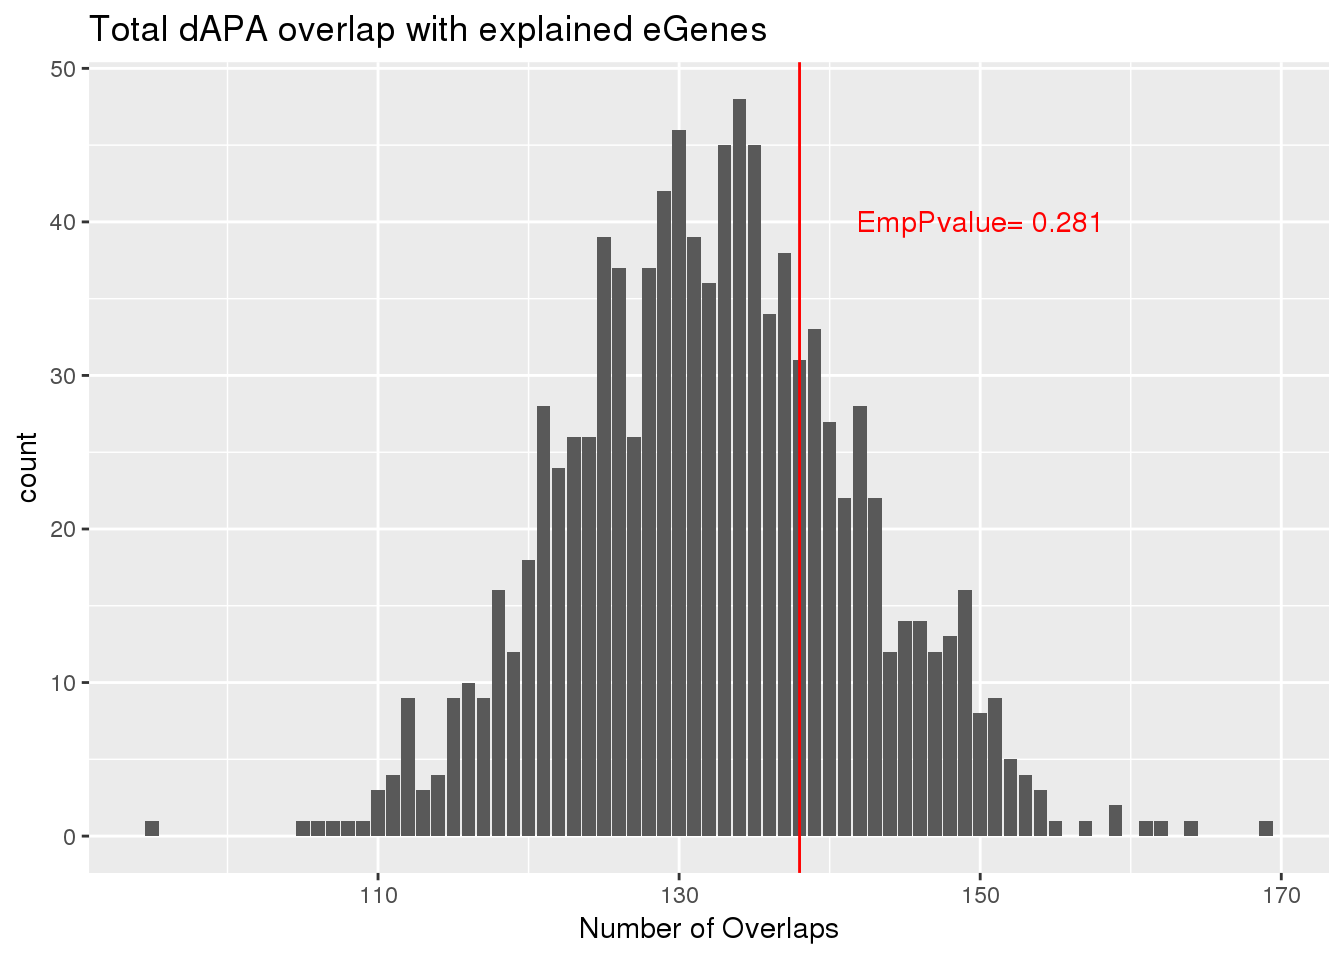 Total dAPA overlap with explained eGenes
50
40
30
20
10
0
count
EmpPvalue= 0.281
110
130
150
170
Number of Overlaps